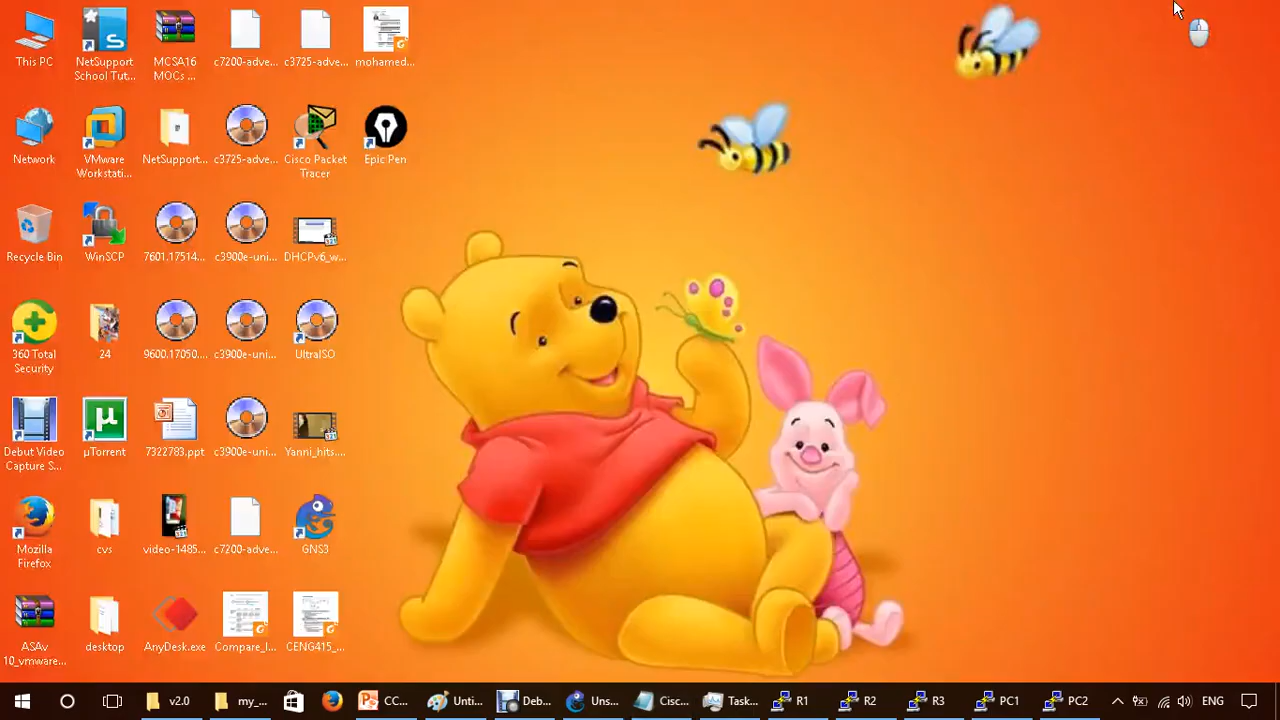 This PC
NetSupport
School Tut...
MCSA16
MOCs ...
c7200-adve...
c3725-adve...
mohamed...
Network
VMware
Workstati...
NetSupport...
c3725-adve...
Cisco Packet
Tracer
Epic Pen
Recycle Bin
WinSCP
7601.17514...
c3900e-uni...
DHCPv6_w...
360 Total
Security
24
9600.17050...
c3900e-uni...
UltraISO
Debut Video
Capture S...
µTorrent
7322783.ppt
c3900e-uni...
Yanni_hits....
Mozilla
Firefox
cvs
video-1485...
c7200-adve...
GNS3
ASAv
10_vmware...
desktop
AnyDesk.exe
Compare_I...
CENG415_...
v2.0
my_...
CC...
Unti...
Deb...
Uns...
Cisc...
Task...
R1
R2
R3
PC1
PC2
ENG